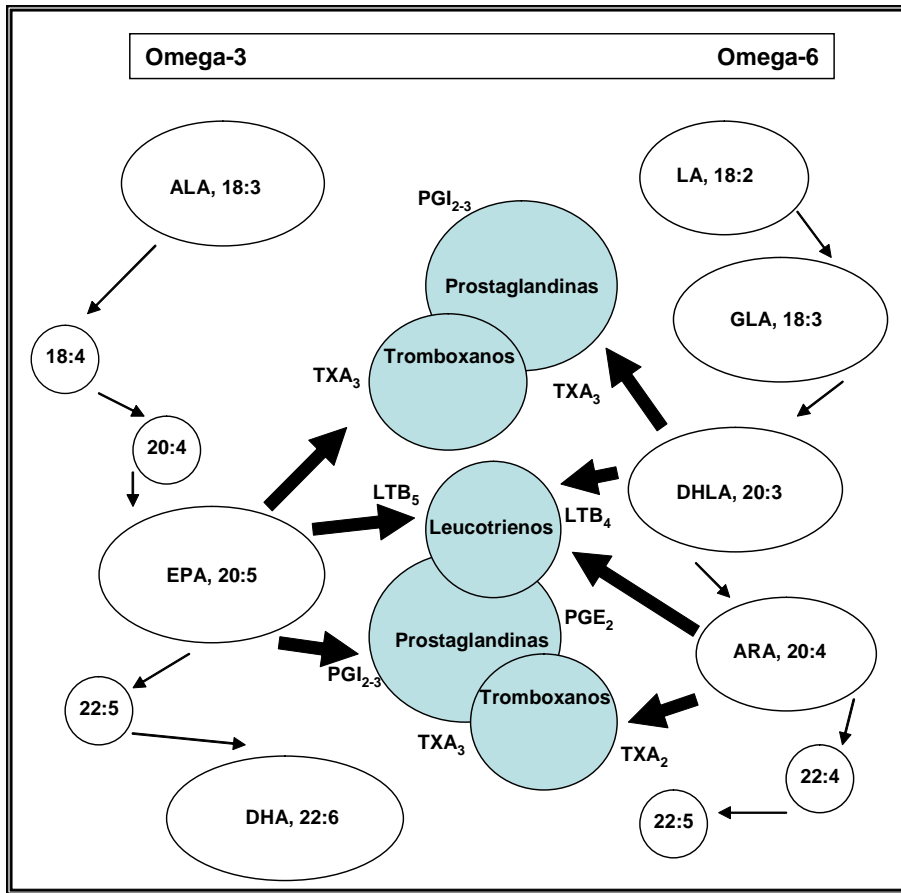 Omega-3 Omega-6
ALA, 18:3
LA, 18:2
PGI2-3
Prostaglandinas
GLA, 18:3
18:4
Tromboxanos
TXA3
TXA3
20:4
DHLA, 20:3
LTB5
LTB4
Leucotrienos
EPA, 20:5
PGE2
Prostaglandinas
ARA, 20:4
PGI2-3
Tromboxanos
22:5
TXA3
TXA2
22:4
DHA, 22:6
22:5